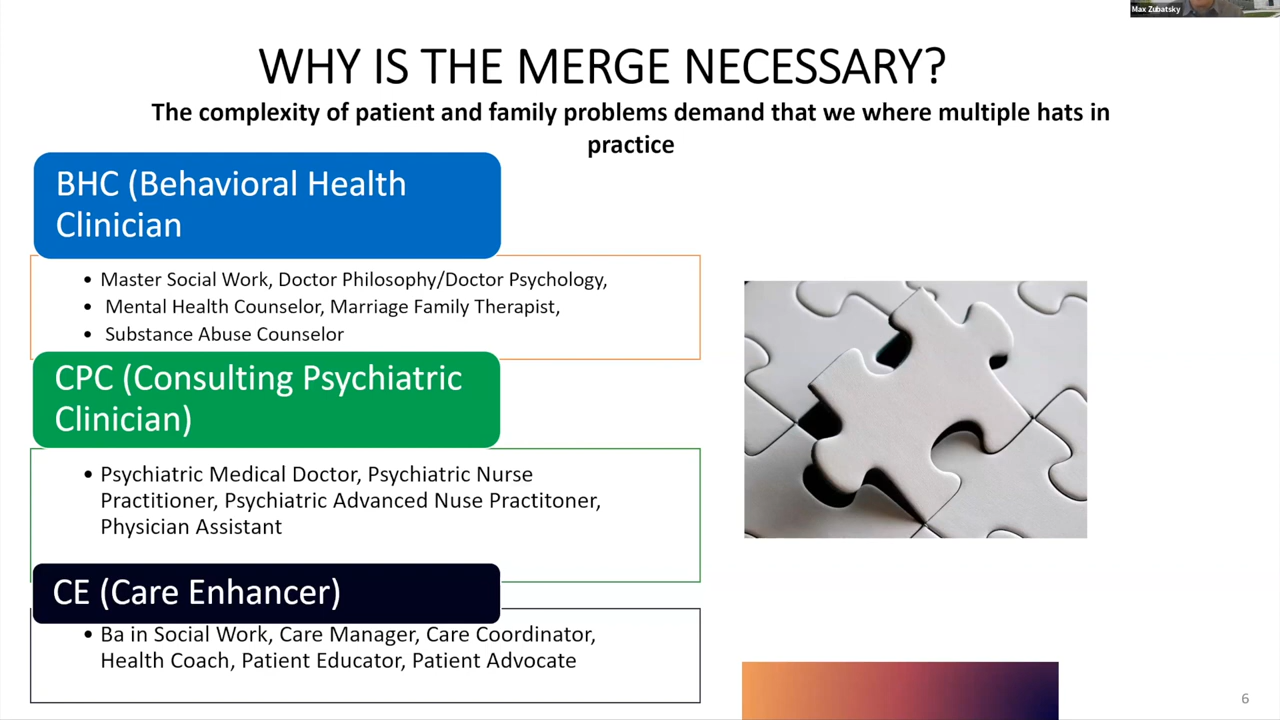 Max Zubatsky
WHY IS THE MERGE NECESSARY?
The complexity of patient and family problems demand that we where multiple hats in
practice
BHC (Behavioral Health
Clinician
• Master Social Work, Doctor Philosophy/Doctor Psychology,
• Mental Health Counselor, Marriage Family Therapist,
• Substance Abuse Counselor
CPC (Consulting Psychiatric
Clinician)
• Psychiatric Medical Doctor, Psychiatric Nurse
Practitioner, Psychiatric Advanced Nuse Practitoner,
Physician Assistant
CE (Care Enhancer)
• Ba in Social Work, Care Manager, Care Coordinator,
Health Coach, Patient Educator, Patient Advocate
6